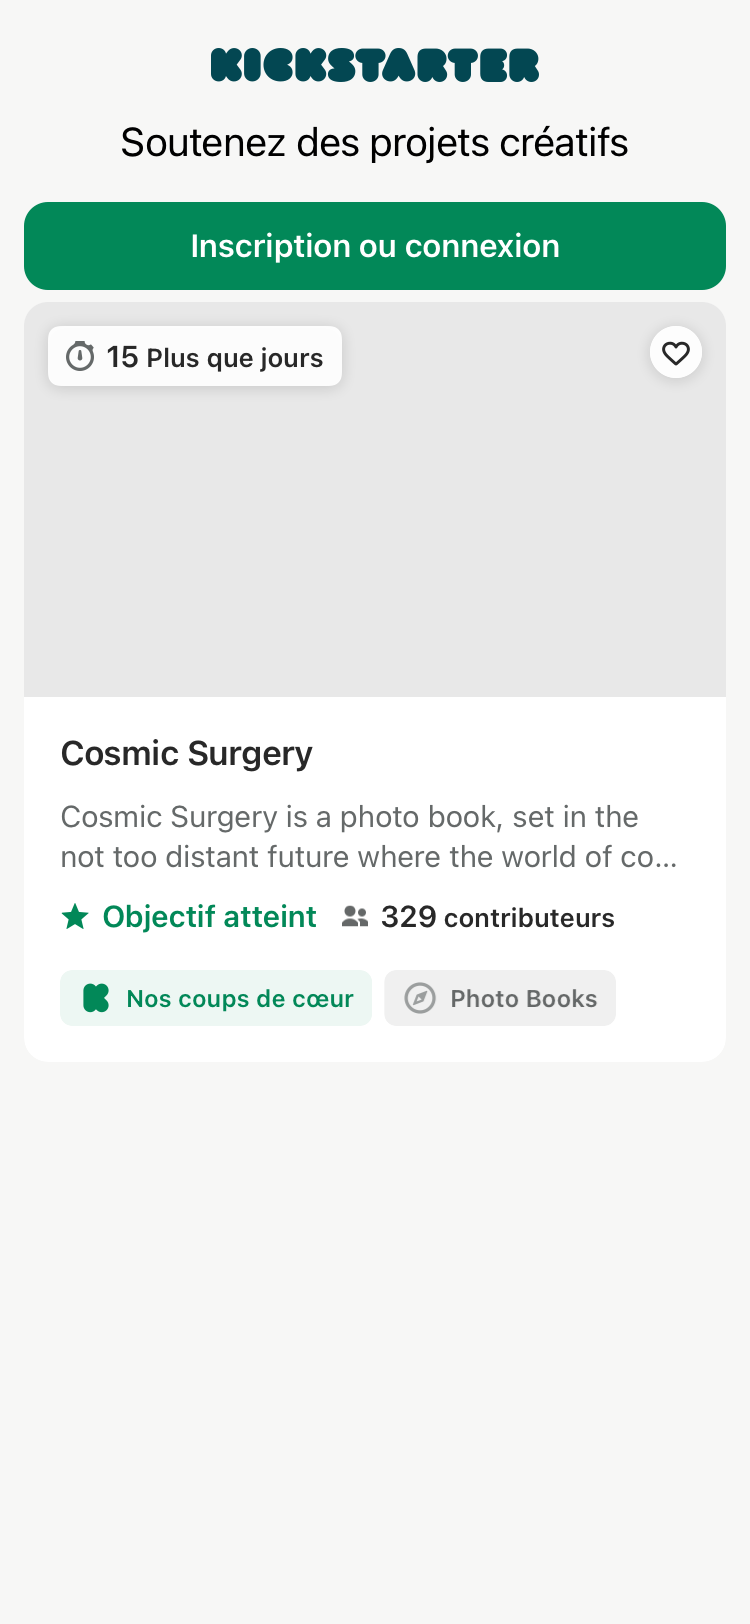 KICKSTARTER
Soutenez des projets créatifs
Inscription ou connexion
15 Plus que jours
Cosmic Surgery
Cosmic Surgery is a photo book, set in the
not too distant future where the world of co...
Objectif atteint
329 contributeurs
Nos coups de cœur
Photo Books